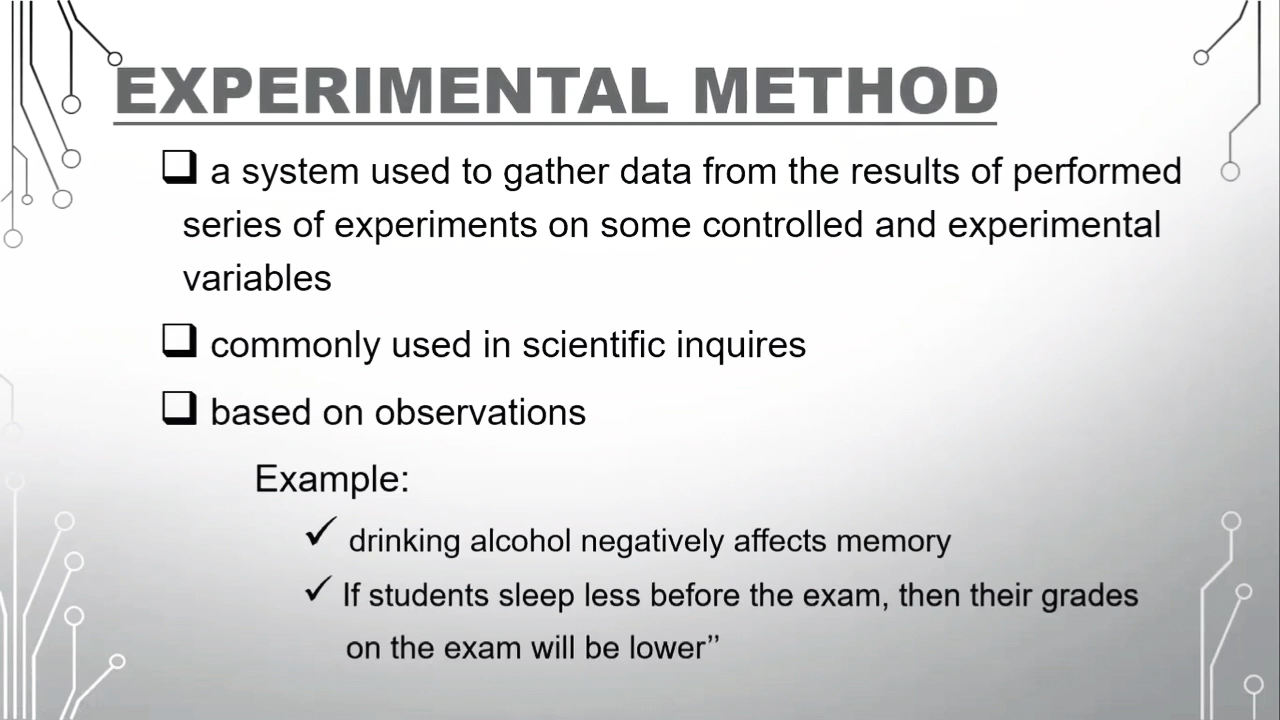 EXPERIMENTAL METHOD
a system used to gather data from the results of performed
series of experiments on some controlled and experimental
variables
commonly used in scientific inquires
based on observations
Example:
drinking alcohol negatively affects memory
If students sleep less before the exam, then their grades
on the exam will be lower”